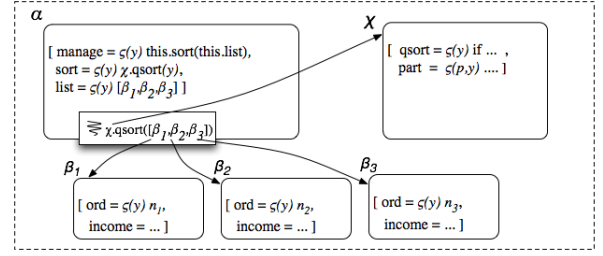 α
χ
[ manage = ς(y) this.sort(this.list),
sort = ς(y) χ.qsort(y),
list = ς(y) [β₁,β₂,β₃] ]
[ qsort = ς(y) if ... ,
part = ς(p,y) .... ]
χ.qsort([β₁,β₂,β₃])
β₁
β₂
β₃
[ ord = ς(y) n₁,
income = ... ]
[ ord = ς(y) n₂,
income = ... ]
[ ord = ς(y) n₃,
income = ... ]